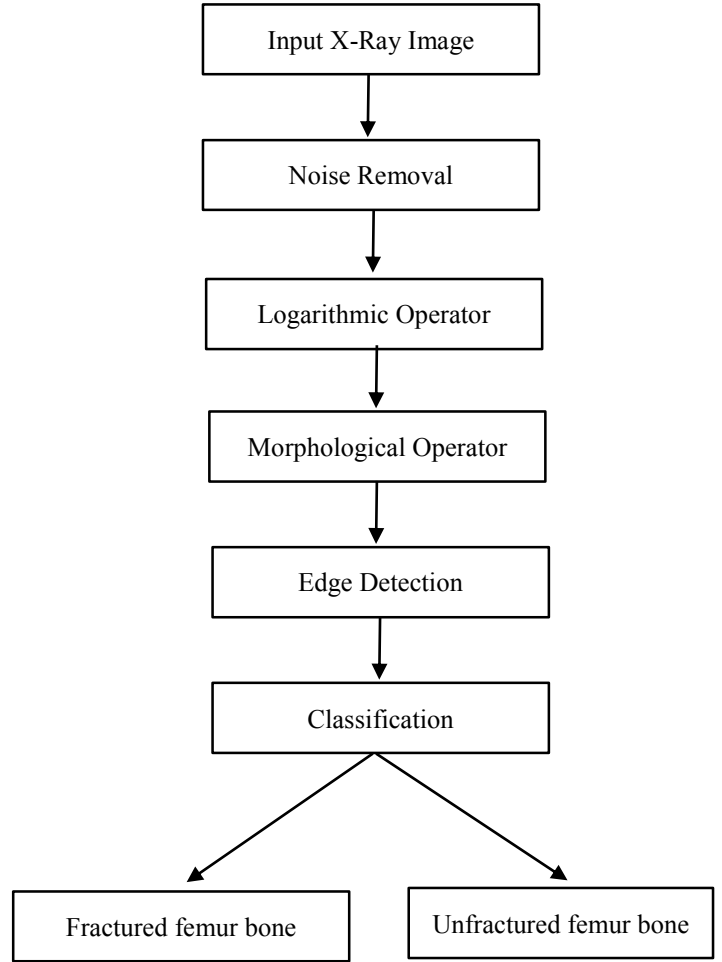 Input X-Ray Image
Noise Removal
Logarithmic Operator
Morphological Operator
Edge Detection
Classification
Fractured femur bone
Unfractured femur bone